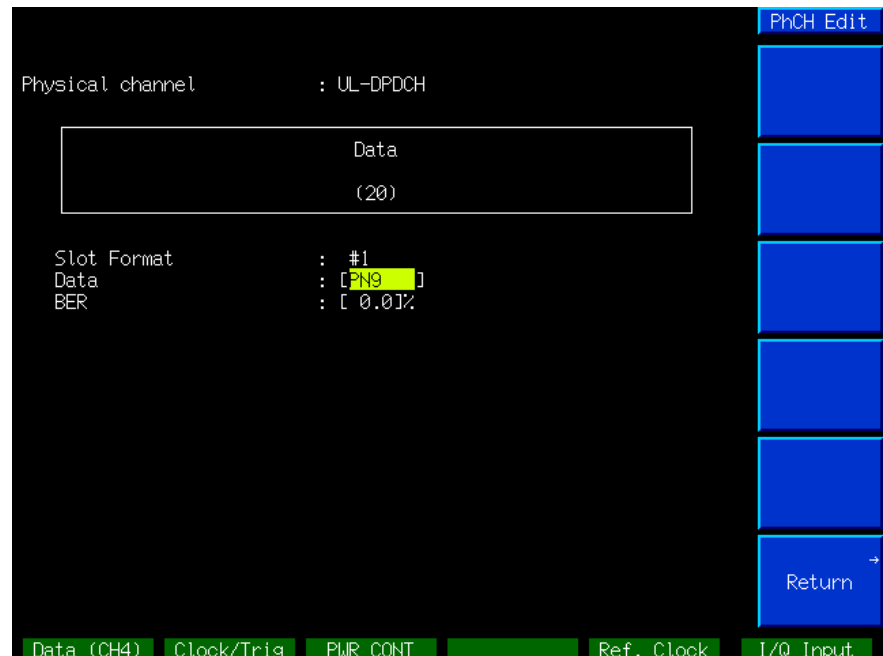 PhCH Edit
Physical channel : UL-DPDCH
Data
(20)
Slot Format : #1
Data : [PN9 ]
BER : [ 0.0]%
→
Return
Data (CH4) Clock/Trig PWR CONT Ref. Clock I/Q Input